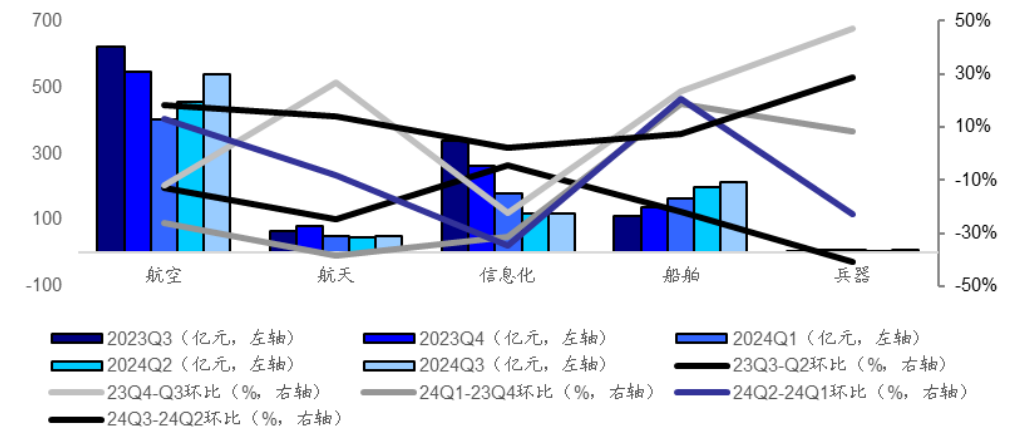 700 50%
500 30%
300 10%
100 -10%
-30%
-100 -50%
航空 航天 信息化 船舶 兵器
2023Q3（亿元，左轴） 2023Q4（亿元，左轴） 2024Q1（亿元，左轴）
2024Q2（亿元，左轴） 2024Q3（亿元，左轴） 23Q3-Q2环比（%，右轴）
23Q4-Q3环比（%，右轴） 24Q1-23Q4环比（%，右轴） 24Q2-24Q1环比（%，右轴）
24Q3-24Q2环比（%，右轴）